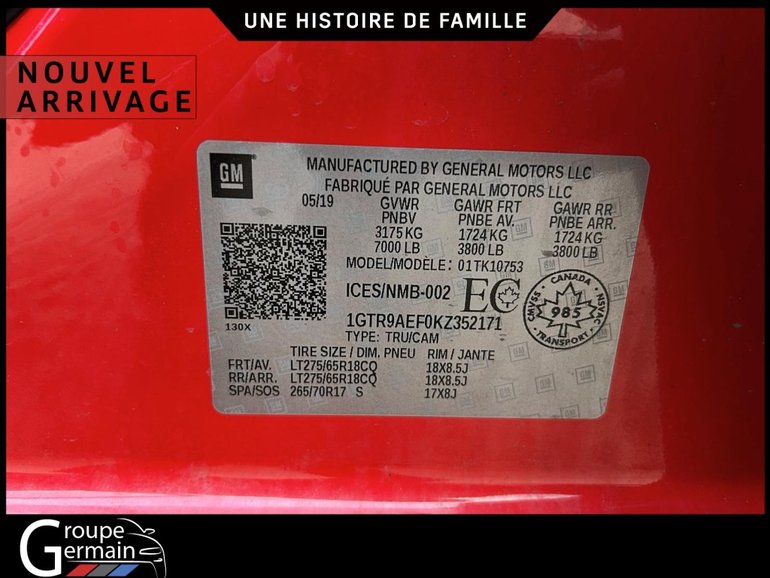 UNE HISTOIRE DE FAMILLE
NOUVEL
ARRIVAGE
GM
MANUFACTURED BY GENERAL MOTORS LLC
FABRIQUÉ PAR GENERAL MOTORS LLC
05/19 GVWR GAWR FRT GAWR RR
PNBV PNBE AV. PNBE ARR.
3175 KG 1724 KG 1724 KG
7000 LB 3800 LB 3800 LB
MODEL/MODÈLE: 01TK10753
ICES/NMB-002 EC
CANADA
CMVSS NSVAC
985
TRANSPORT
130X
1GTR9AEF0KZ352171
TYPE: TRU/CAM
TIRE SIZE / DIM. PNEU RIM / JANTE
FRT/AV. LT275/65R18CQ 18X8.5J
RR/ARR. LT275/65R18CQ 18X8.5J
SPA/SOS 265/70R17 S 17X8J
Groupe
Germain